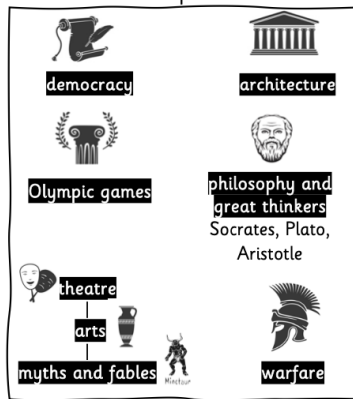 democracy
architecture
Olympic games
philosophy and
great thinkers
Socrates, Plato,
Aristotle
theatre
arts
myths and fables
Minotaur
warfare